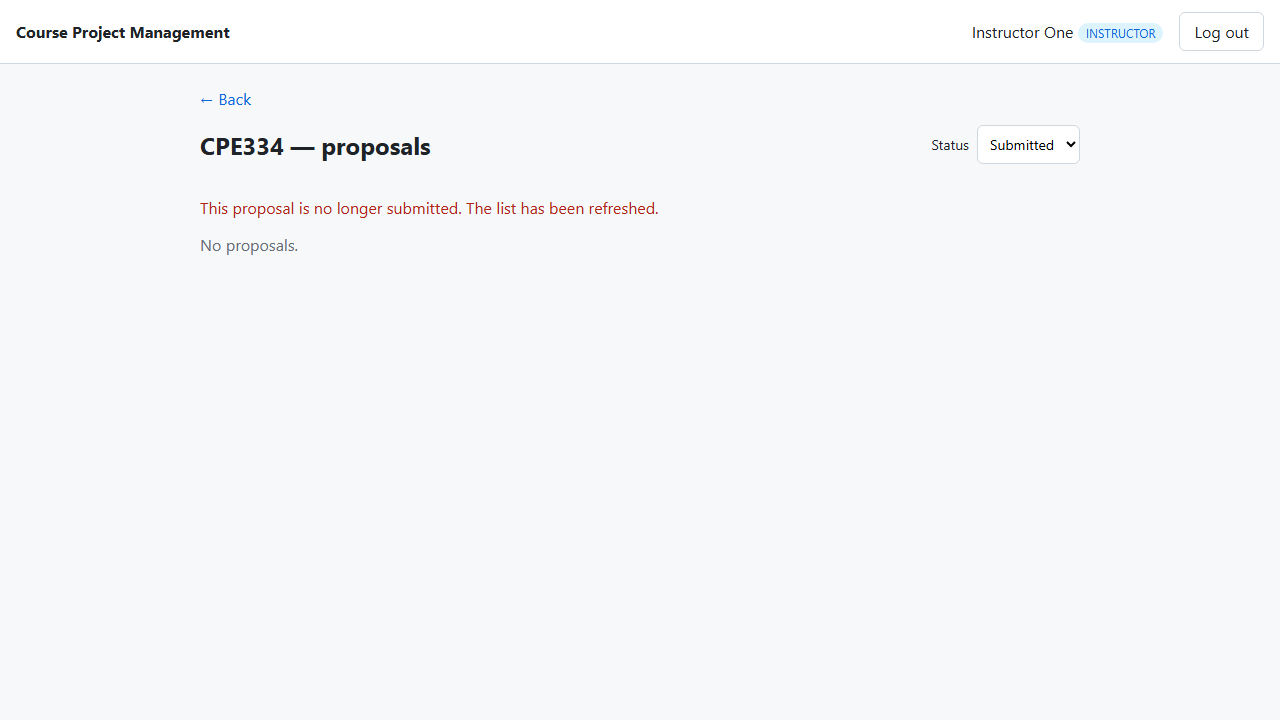 Course Project Management
Instructor One INSTRUCTOR Log out
← Back
CPE334 — proposals
Status Submitted
This proposal is no longer submitted. The list has been refreshed.
No proposals.